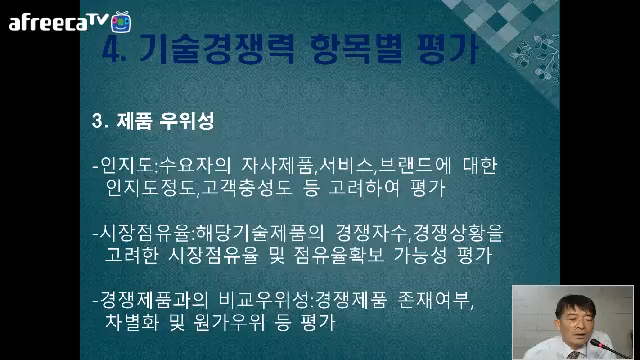 afreecaTV
4. 기술경쟁력 항목별 평가
3. 제품 우위성
-인지도:수요자의 자사제품,서비스,브랜드에 대한
인지도정도,고객충성도 등 고려하여 평가
-시장점유율:해당기술제품의 경쟁자수,경쟁상황을
고려한 시장점유율 및 점유율확보 가능성 평가
-경쟁제품과의 비교우위성:경쟁제품 존재여부,
차별화 및 원가우위 등 평가